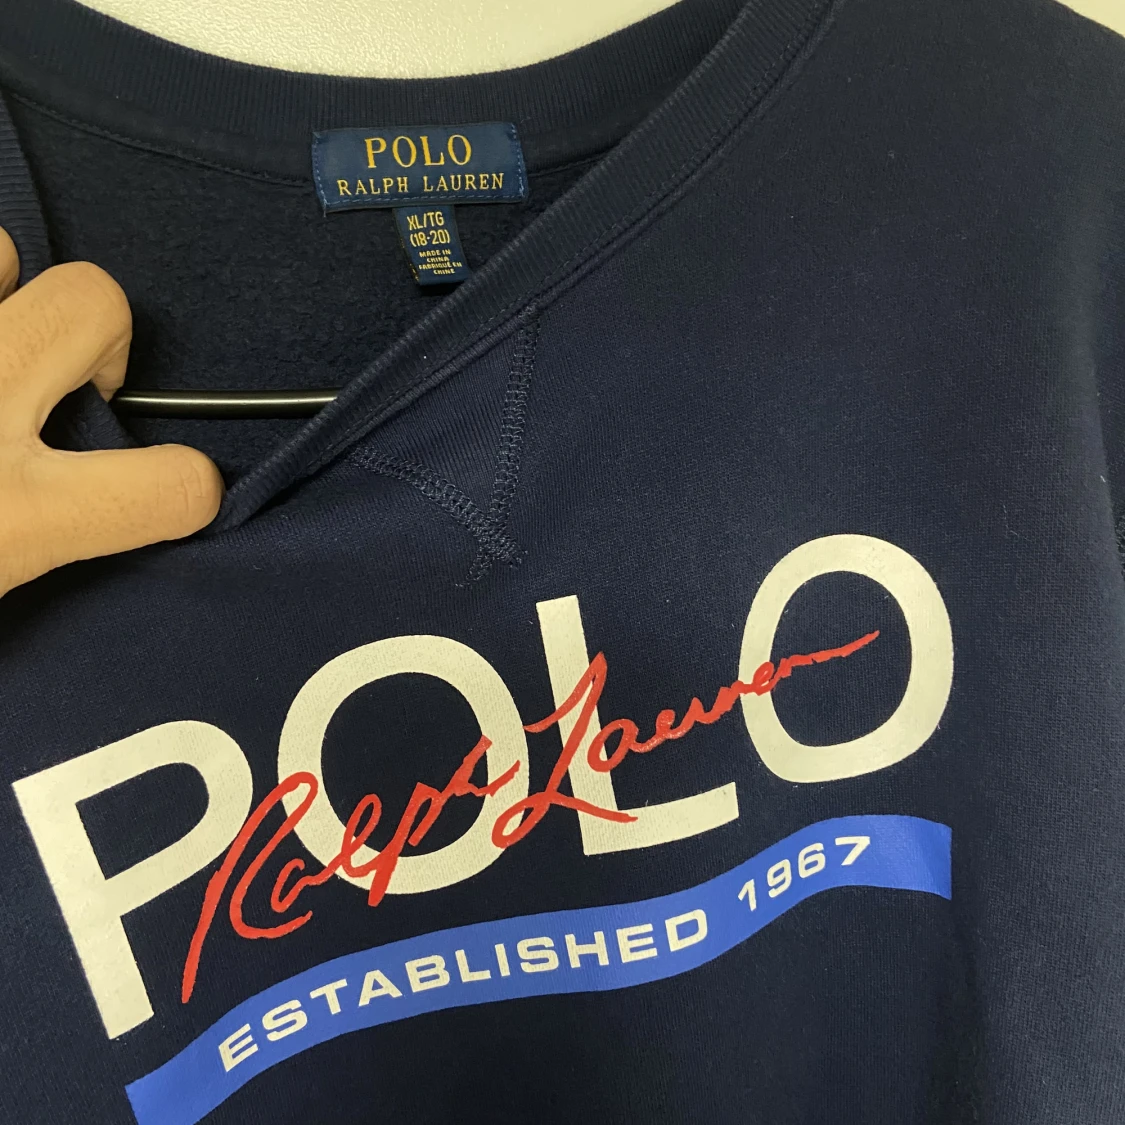 POLO
RALPH LAUREN
XL/TG
(18-20)
MADE IN
CHINA
FABRIQUÉ EN
CHINE
POLO
Ralph Lauren
ESTABLISHED 1967